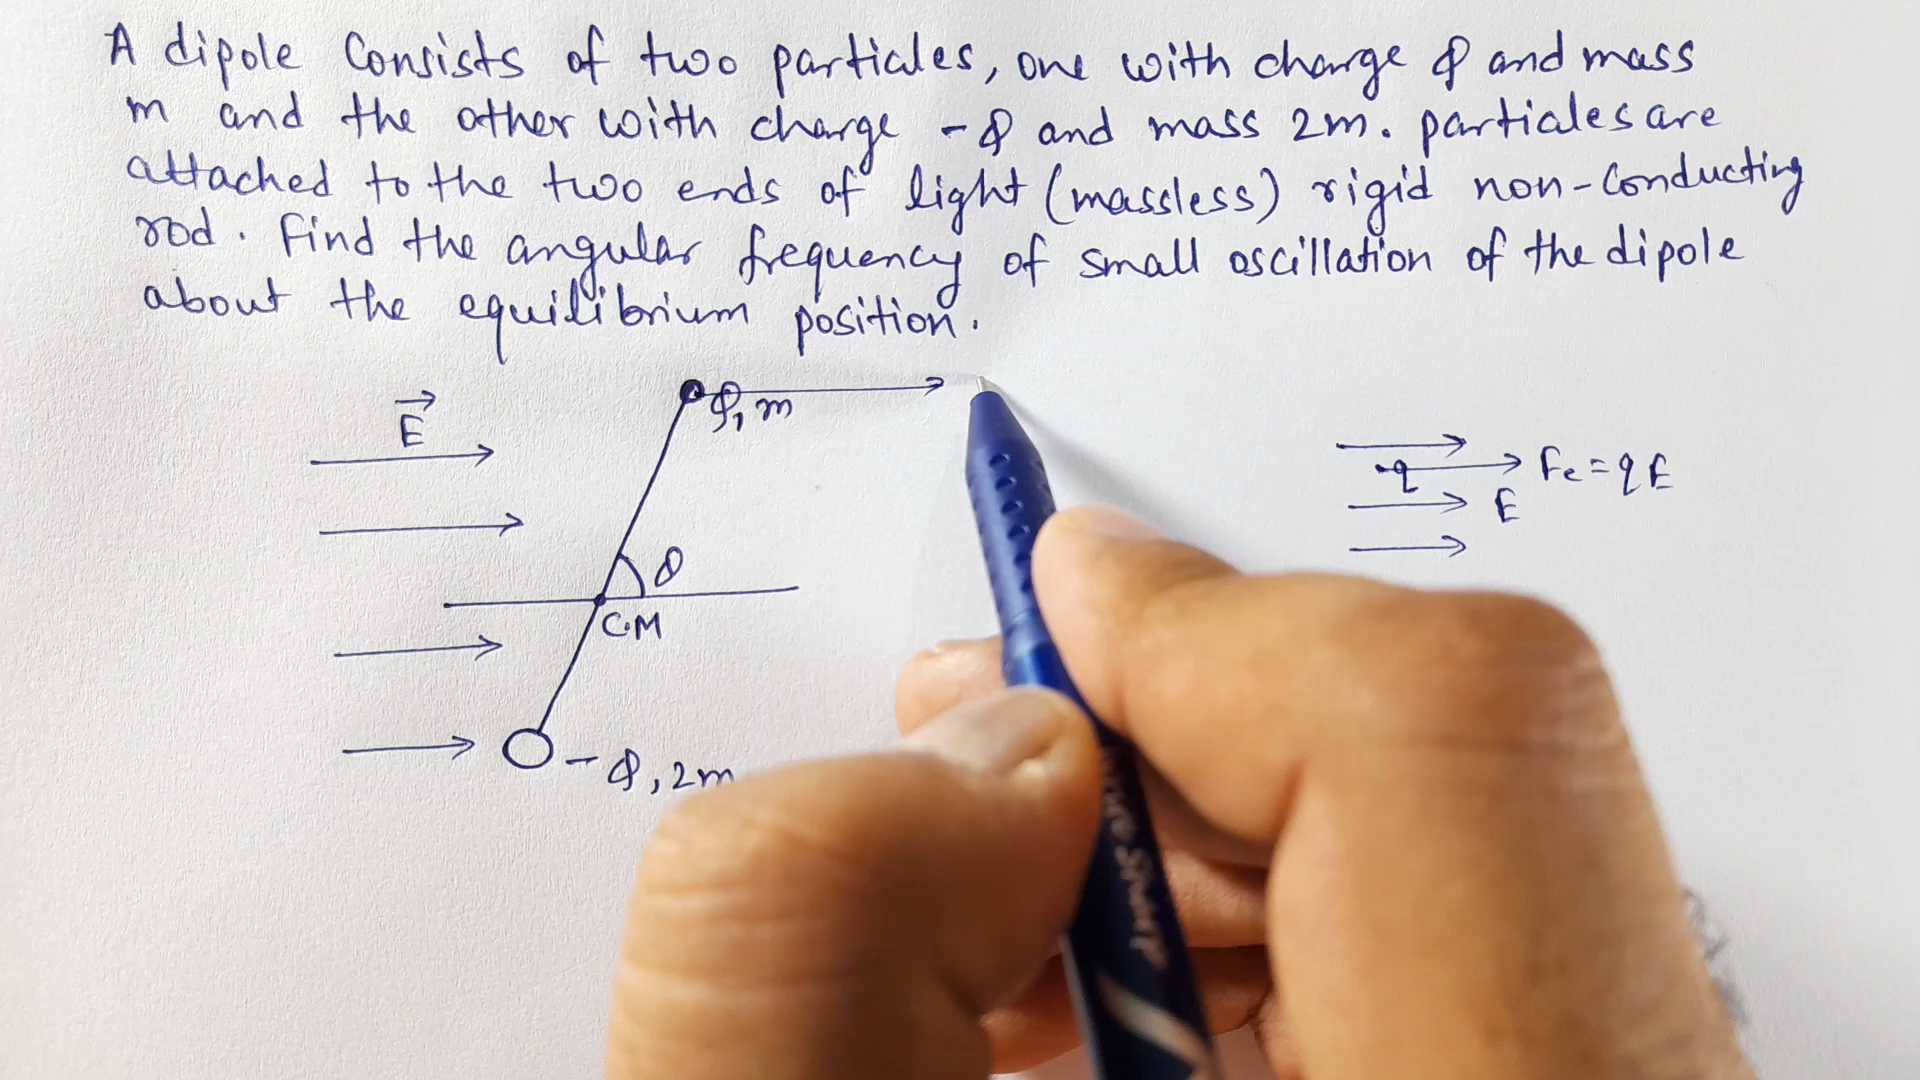 A dipole Consists of two particles, one with charge Q and mass
m and the other with charge -Q and mass 2m. particles are
attached to the two ends of light (massless) rigid non-Conducting
rod. Find the angular frequency of small oscillation of the dipole
about the equilibrium position.
E
Q, m
q
Fe = qE
E
θ
C.M
-Q, 2m